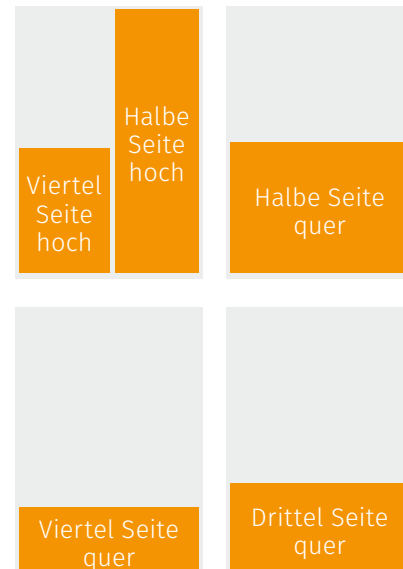 Viertel
Seite
hoch
Halbe
Seite
hoch
Halbe Seite
quer
Viertel Seite
quer
Drittel Seite
quer